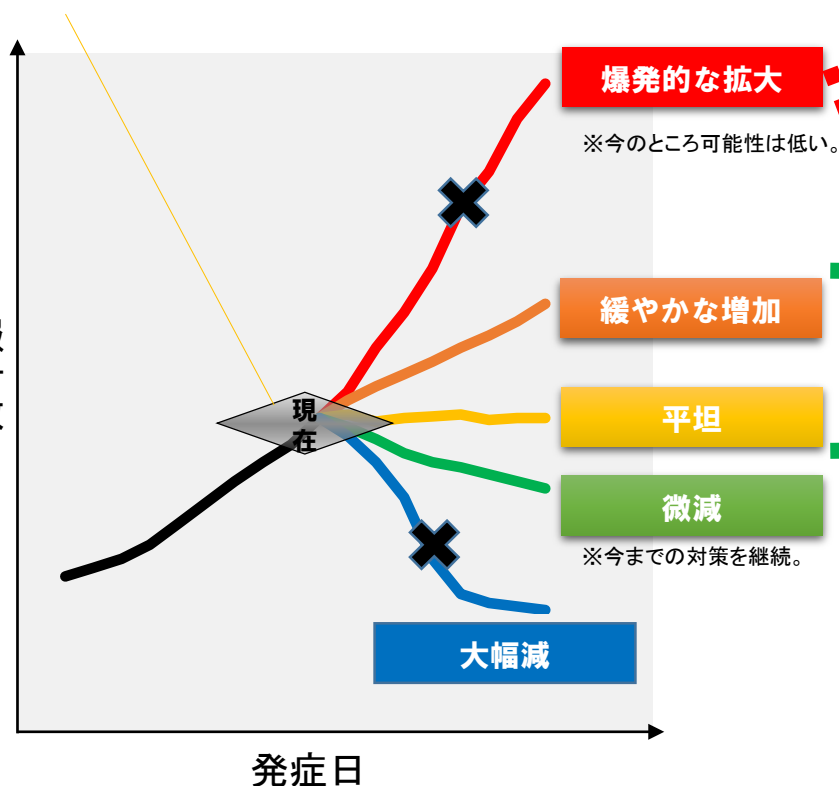 爆発的な拡大
※今のところ可能性は低い。
緩やかな増加
現
在
平坦
微減
※今までの対策を継続。
大幅減
発症日